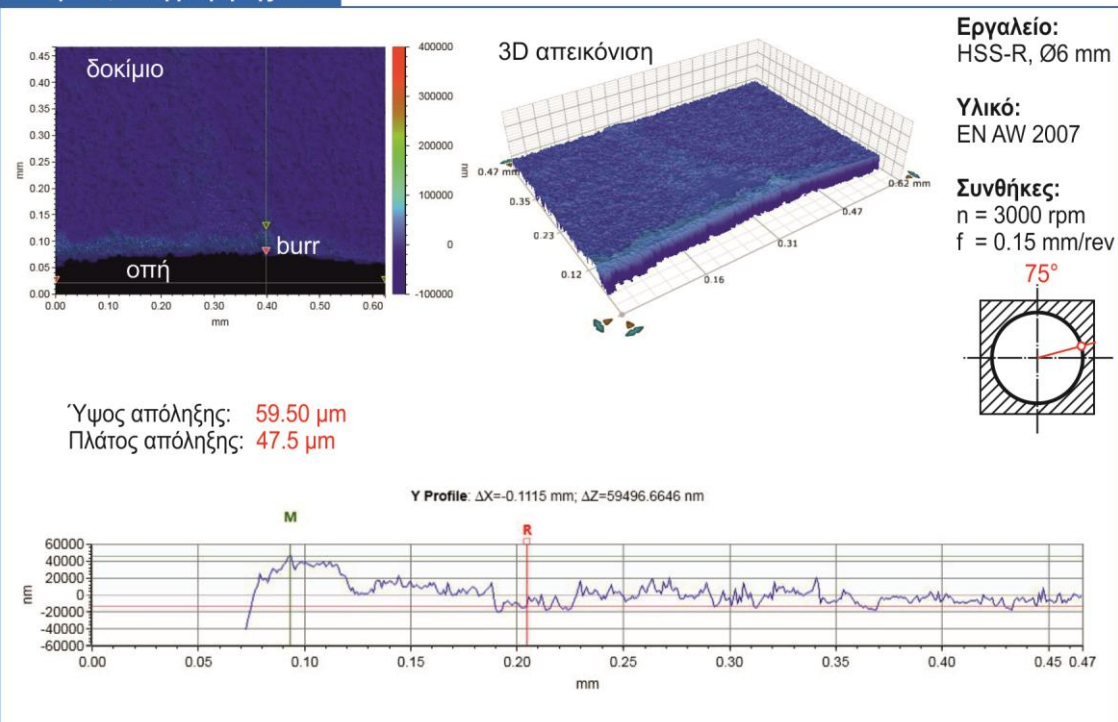 400000
300000
200000
100000
0
-100000
nm
δοκίμιο
burr
οπή
0.45
0.40
0.35
0.30
0.25
0.20
0.15
0.10
0.05
0.00
mm
0.00 0.10 0.20 0.30 0.40 0.50 0.62
mm
3D απεικόνιση
0.47 mm
0.35
0.23
0.12
0.16
0.31
0.47
0.62 mm
Εργαλείο:
HSS-R, Ø6 mm
Υλικό:
EN AW 2007
Συνθήκες:
n = 3000 rpm
f = 0.15 mm/rev
75°
Ύψος απόληξης: 59.50 μm
Πλάτος απόληξης: 47.5 μm
Y Profile: ΔX=-0.1115 mm; ΔZ=59496.6646 nm
M
R
60000
40000
20000
0
-20000
-40000
-60000
nm
0.00 0.05 0.10 0.15 0.20 0.25 0.30 0.35 0.40 0.45 0.47
mm